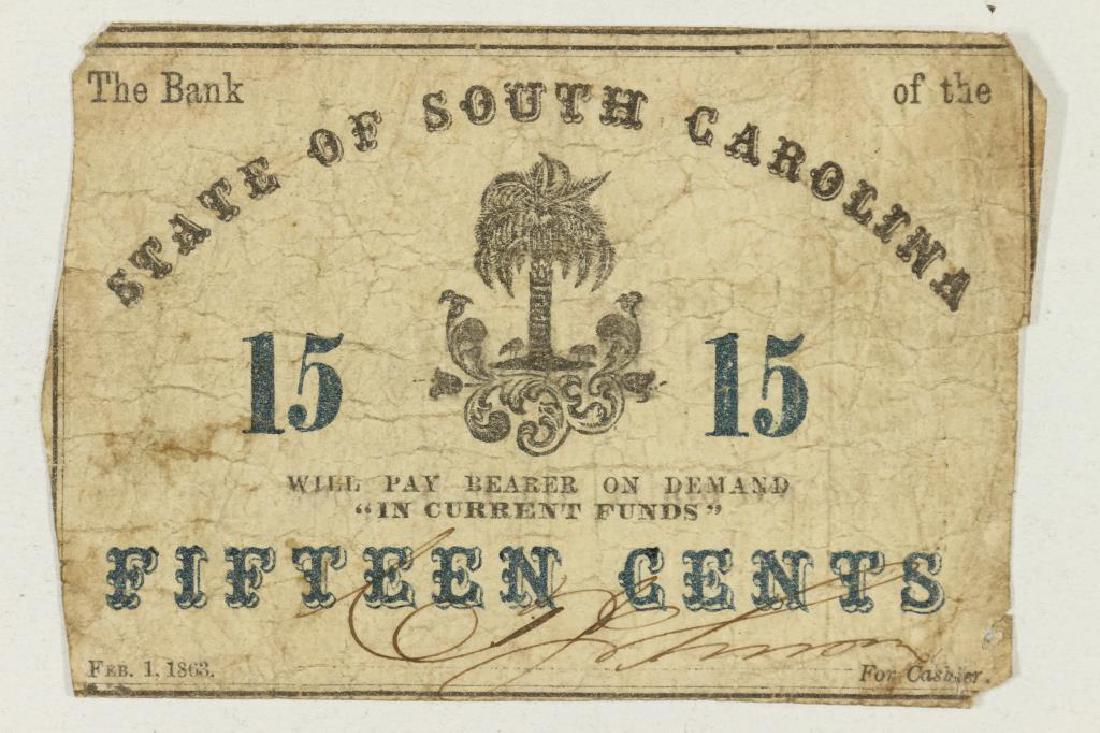 The Bank of the
STATE OF SOUTH CAROLINA
15 15
WILL PAY BEARER ON DEMAND
"IN CURRENT FUNDS"
FIFTEEN CENTS
FEB. 1. 1863. For Cashier.